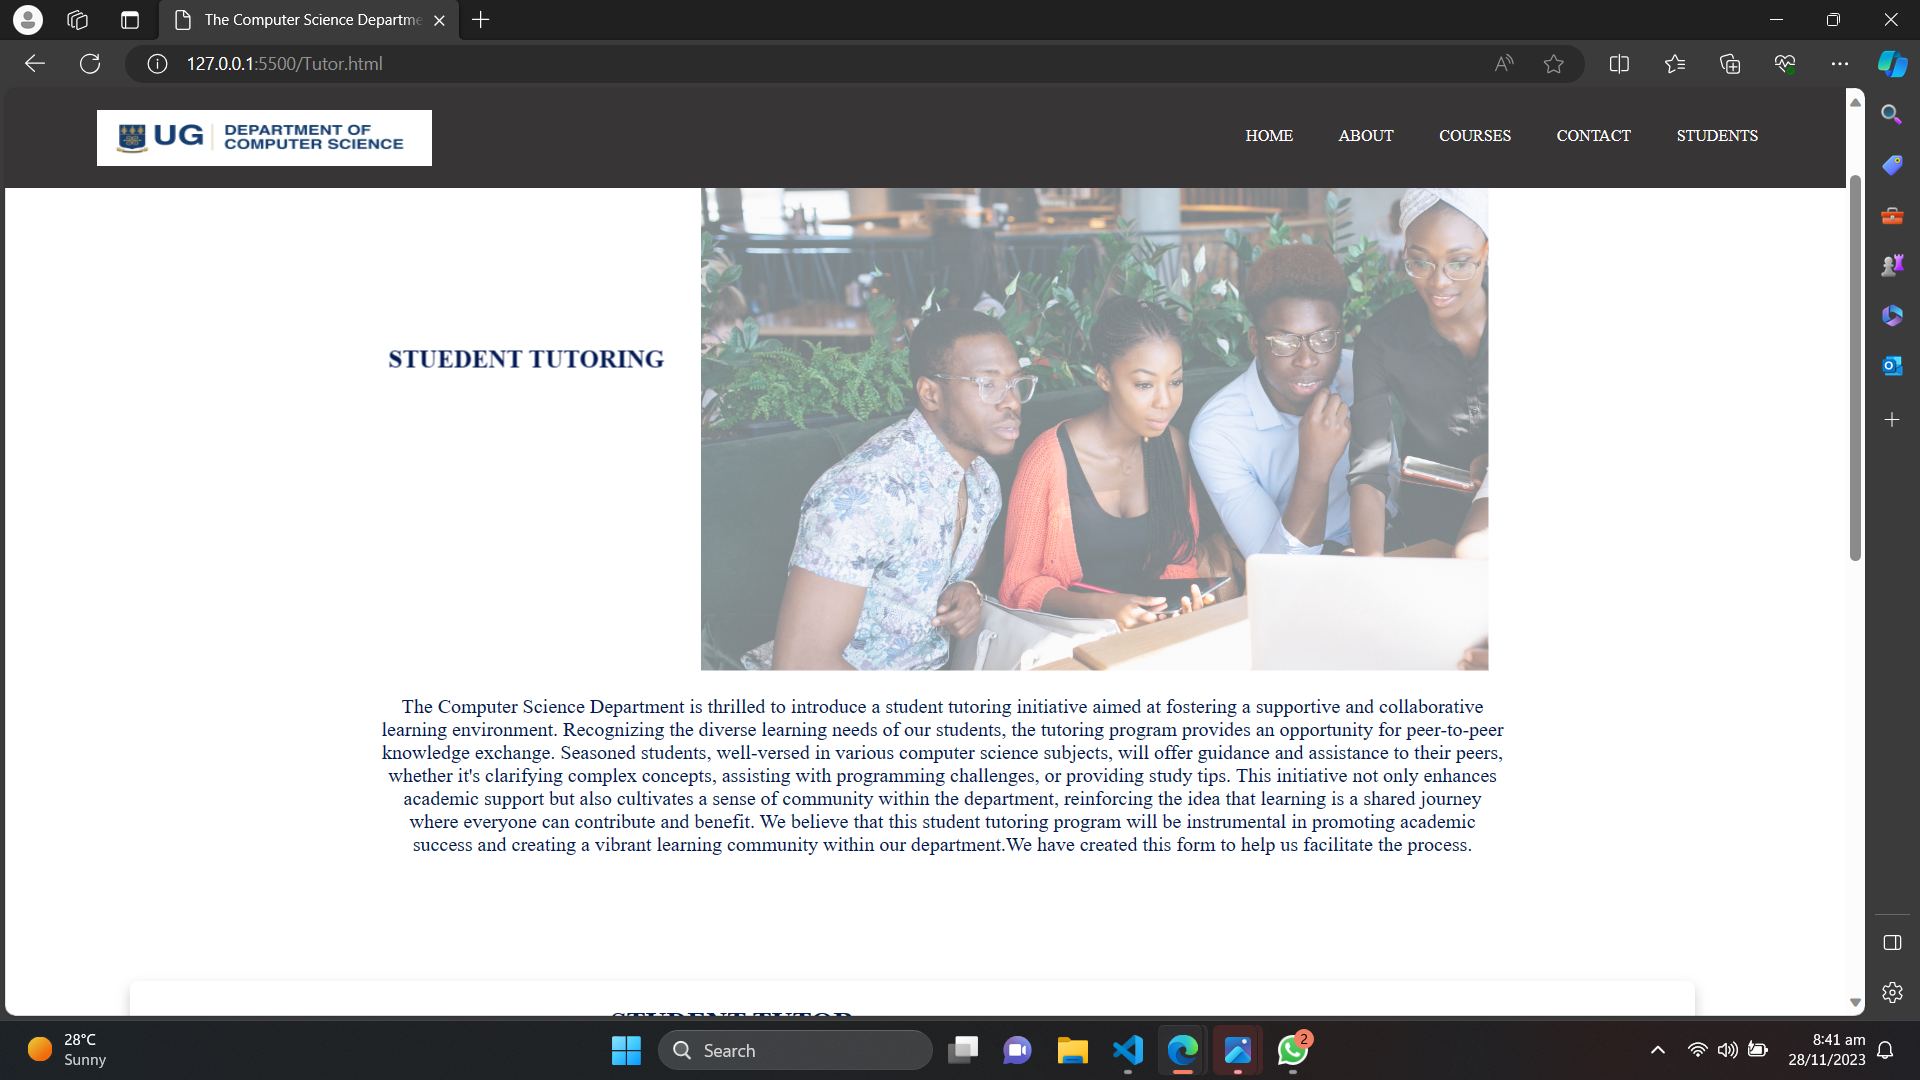 The Computer Science Departme
127.0.0.1:5500/Tutor.html
UG DEPARTMENT OF
COMPUTER SCIENCE
HOME ABOUT COURSES CONTACT STUDENTS
STUEDENT TUTORING
The Computer Science Department is thrilled to introduce a student tutoring initiative aimed at fostering a supportive and collaborative
learning environment. Recognizing the diverse learning needs of our students, the tutoring program provides an opportunity for peer-to-peer
knowledge exchange. Seasoned students, well-versed in various computer science subjects, will offer guidance and assistance to their peers,
whether it's clarifying complex concepts, assisting with programming challenges, or providing study tips. This initiative not only enhances
academic support but also cultivates a sense of community within the department, reinforcing the idea that learning is a shared journey
where everyone can contribute and benefit. We believe that this student tutoring program will be instrumental in promoting academic
success and creating a vibrant learning community within our department.We have created this form to help us facilitate the process.
STUDENT TUTOR
28°C
Sunny
Search
2
8:41 am
28/11/2023